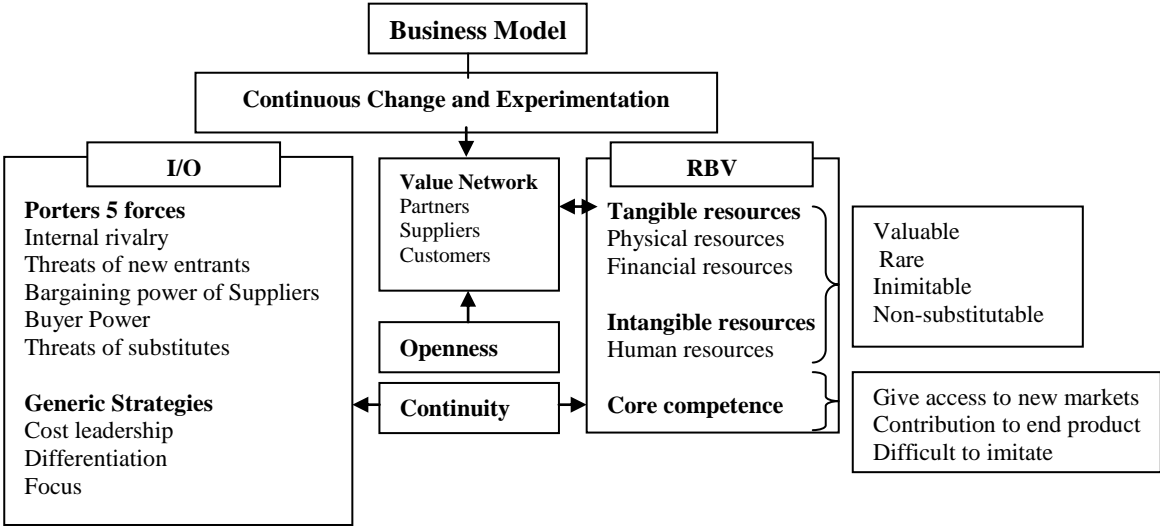 Business Model
Continuous Change and Experimentation
I/O
Porters 5 forces
Internal rivalry
Threats of new entrants
Bargaining power of Suppliers
Buyer Power
Threats of substitutes
Generic Strategies
Cost leadership
Differentiation
Focus
Value Network
Partners
Suppliers
Customers
Openness
Continuity
RBV
Tangible resources
Physical resources
Financial resources
Intangible resources
Human resources
Core competence
Valuable
Rare
Inimitable
Non-substitutable
Give access to new markets
Contribution to end product
Difficult to imitate